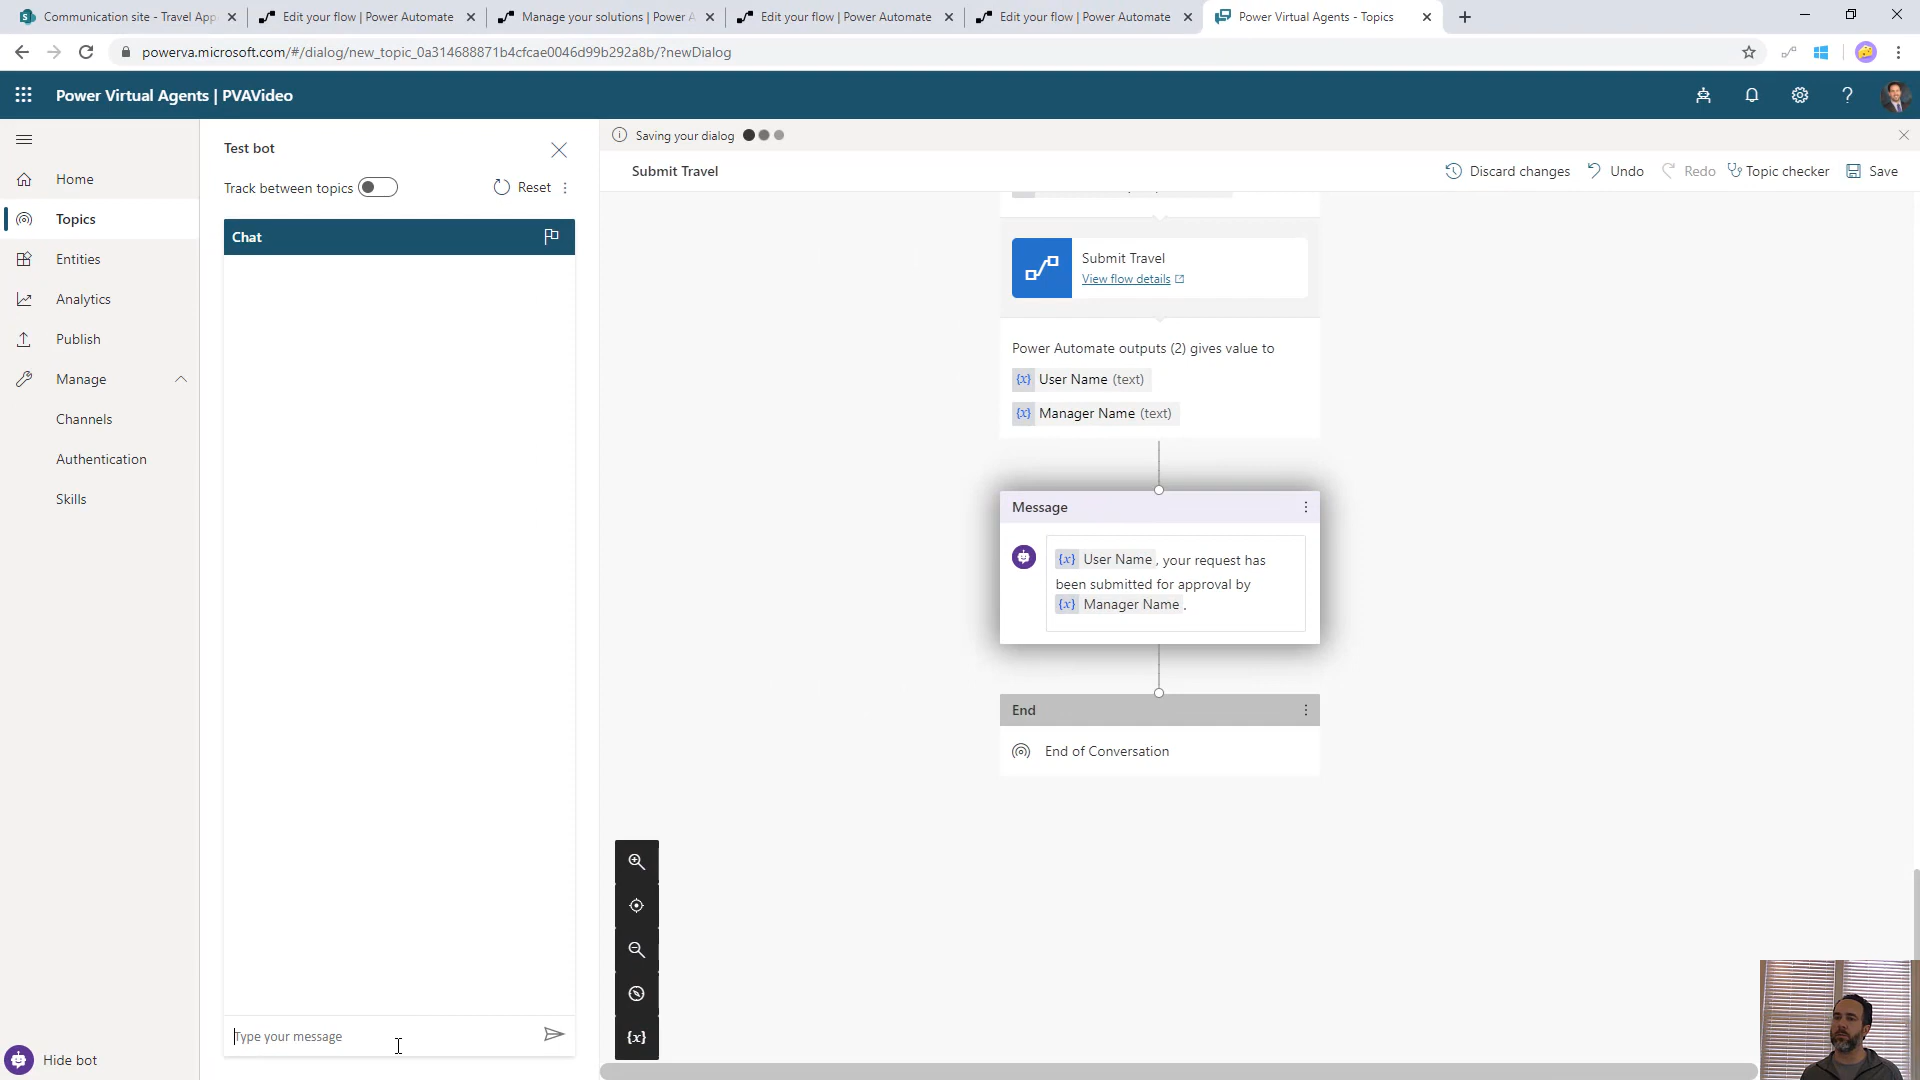 Communication site - Travel App
Edit your flow | Power Automate
Manage your solutions | Power A
Edit your flow | Power Automate
Edit your flow | Power Automate
Power Virtual Agents - Topics
powerva.microsoft.com/#/dialog/new_topic_0a314688871b4cfcae0046d99b292a8b/?newDialog
Power Virtual Agents | PVAVideo
Home
Topics
Entities
Analytics
Publish
Manage
Channels
Authentication
Skills
Hide bot
Test bot
Track between topics
Reset
Chat
Type your message
Saving your dialog
Submit Travel
Discard changes
Undo
Redo
Topic checker
Save
Submit Travel
View flow details
Power Automate outputs (2) gives value to
{x} User Name (text)
{x} Manager Name (text)
Message
{x} User Name , your request has
been submitted for approval by
{x} Manager Name .
End
End of Conversation
{x}